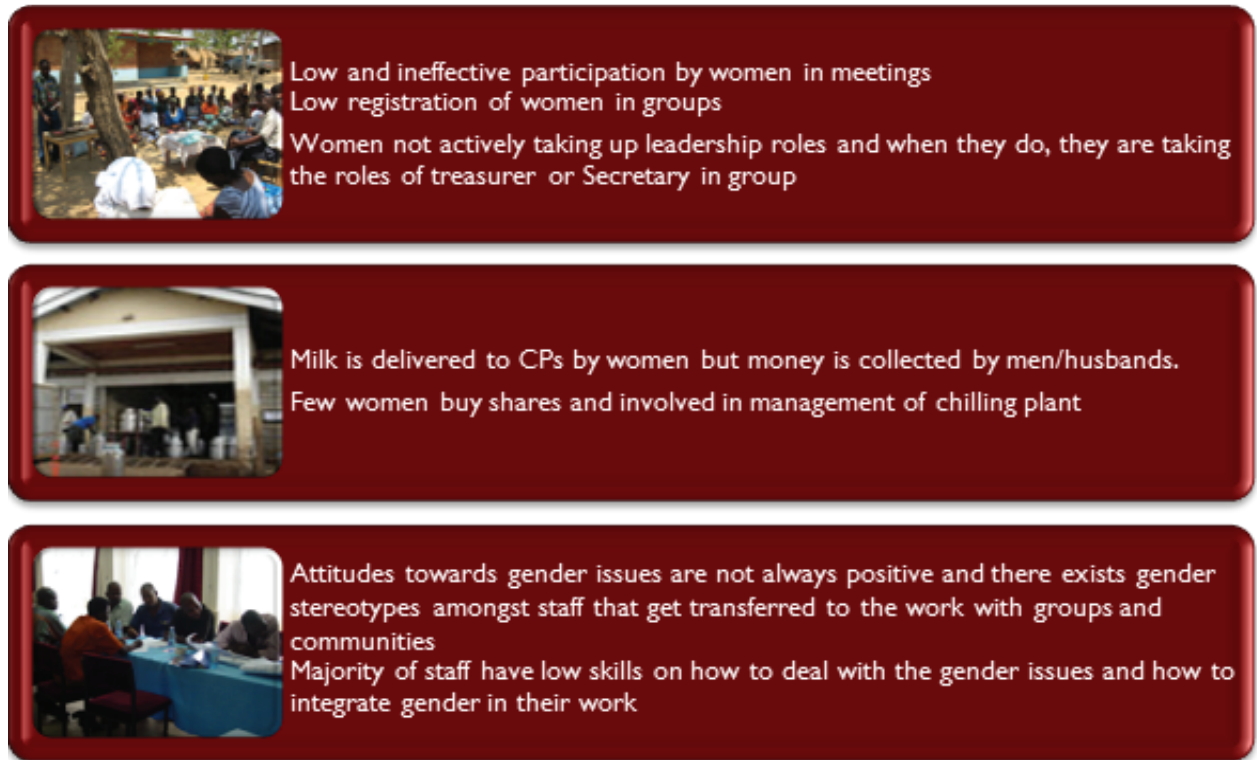 Low and ineffective participation by women in meetings
Low registration of women in groups
Women not actively taking up leadership roles and when they do, they are taking
the roles of treasurer or Secretary in group
Milk is delivered to CPs by women but money is collected by men/husbands.
Few women buy shares and involved in management of chilling plant
Attitudes towards gender issues are not always positive and there exists gender
stereotypes amongst staff that get transferred to the work with groups and
communities
Majority of staff have low skills on how to deal with the gender issues and how to
integrate gender in their work